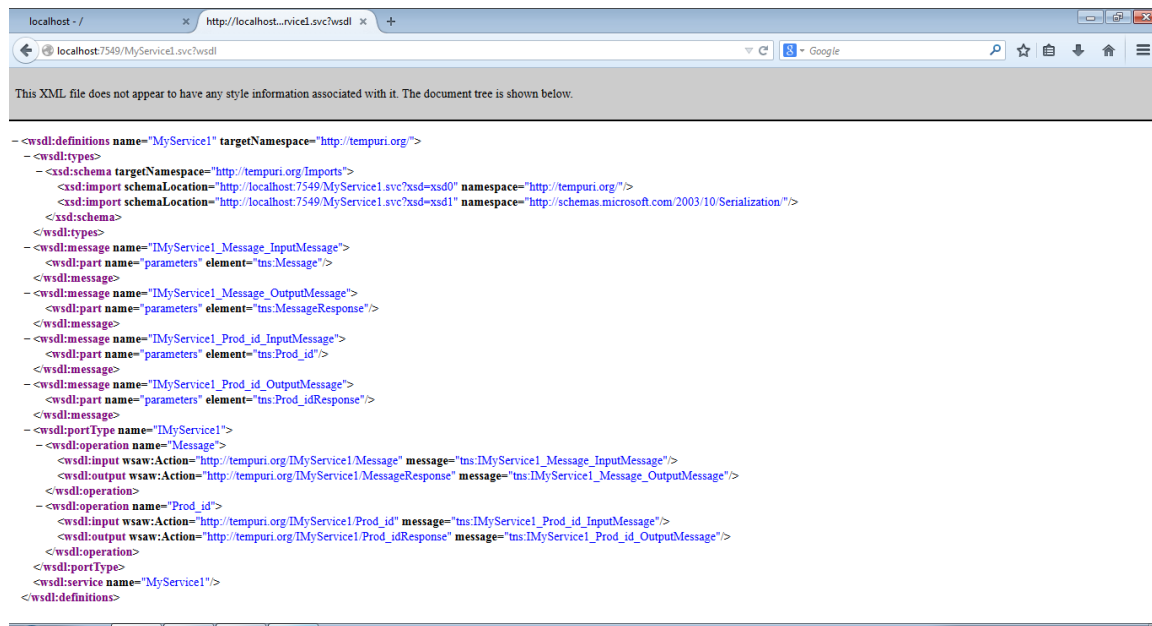 localhost - /
http://localhost...rvice1.svc?wsdl
localhost:7549/MyService1.svc?wsdl
Google
This XML file does not appear to have any style information associated with it. The document tree is shown below.
− <wsdl:definitions name="MyService1" targetNamespace="http://tempuri.org/">
− <wsdl:types>
− <xsd:schema targetNamespace="http://tempuri.org/Imports">
<xsd:import schemaLocation="http://localhost:7549/MyService1.svc?xsd=xsd0" namespace="http://tempuri.org/"/>
<xsd:import schemaLocation="http://localhost:7549/MyService1.svc?xsd=xsd1" namespace="http://schemas.microsoft.com/2003/10/Serialization/"/>
</xsd:schema>
</wsdl:types>
− <wsdl:message name="IMyService1_Message_InputMessage">
<wsdl:part name="parameters" element="tns:Message"/>
</wsdl:message>
− <wsdl:message name="IMyService1_Message_OutputMessage">
<wsdl:part name="parameters" element="tns:MessageResponse"/>
</wsdl:message>
− <wsdl:message name="IMyService1_Prod_id_InputMessage">
<wsdl:part name="parameters" element="tns:Prod_id"/>
</wsdl:message>
− <wsdl:message name="IMyService1_Prod_id_OutputMessage">
<wsdl:part name="parameters" element="tns:Prod_idResponse"/>
</wsdl:message>
− <wsdl:portType name="IMyService1">
− <wsdl:operation name="Message">
<wsdl:input wsaw:Action="http://tempuri.org/IMyService1/Message" message="tns:IMyService1_Message_InputMessage"/>
<wsdl:output wsaw:Action="http://tempuri.org/IMyService1/MessageResponse" message="tns:IMyService1_Message_OutputMessage"/>
</wsdl:operation>
− <wsdl:operation name="Prod_id">
<wsdl:input wsaw:Action="http://tempuri.org/IMyService1/Prod_id" message="tns:IMyService1_Prod_id_InputMessage"/>
<wsdl:output wsaw:Action="http://tempuri.org/IMyService1/Prod_idResponse" message="tns:IMyService1_Prod_id_OutputMessage"/>
</wsdl:operation>
</wsdl:portType>
<wsdl:service name="MyService1"/>
</wsdl:definitions>